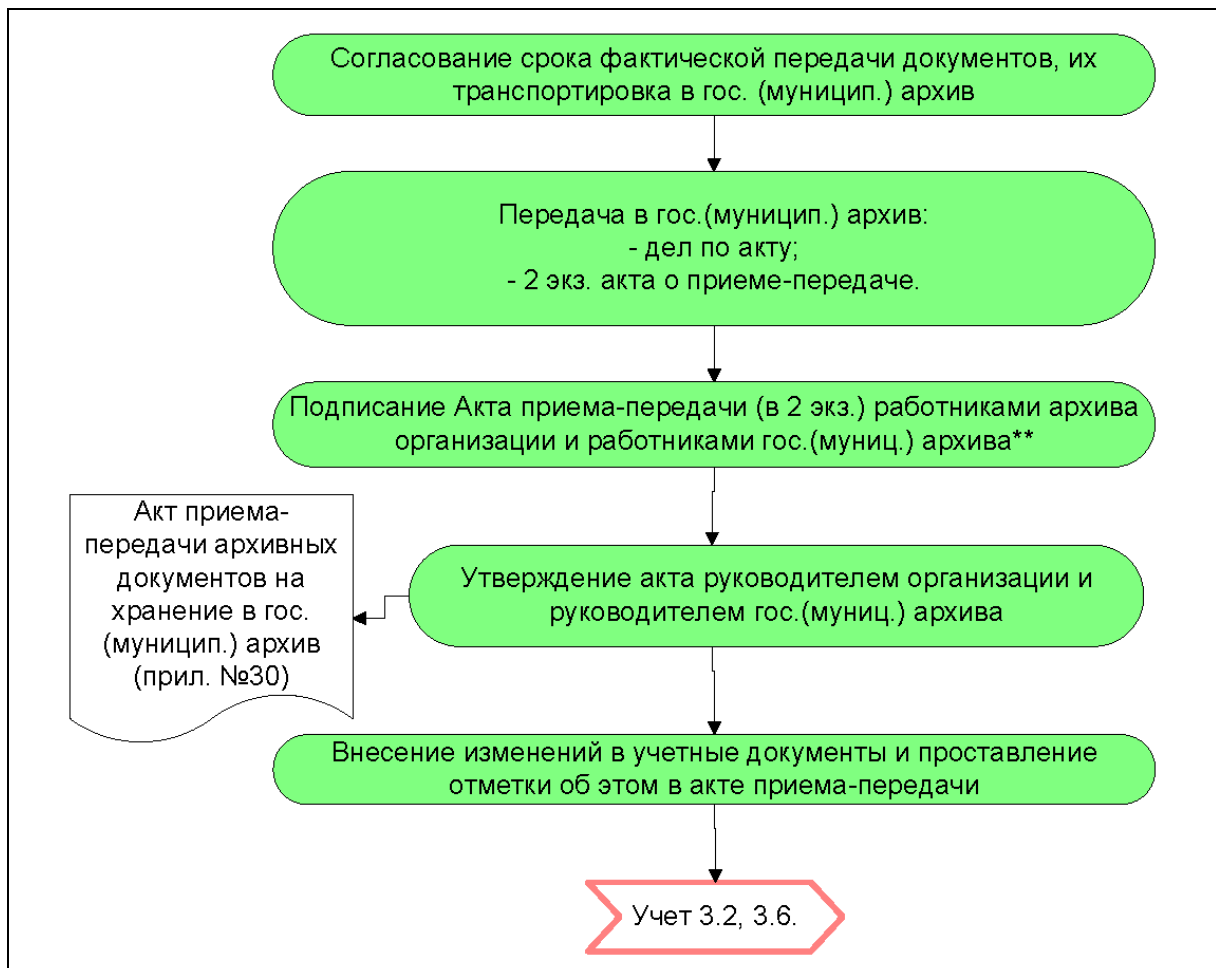 Согласование срока фактической передачи документов, их
транспортировка в гос. (муницип.) архив
Передача в гос.(муницип.) архив:
- дел по акту;
- 2 экз. акта о приеме-передаче.
Подписание Акта приема-передачи (в 2 экз.) работниками архива
организации и работниками гос.(муниц.) архива**
Акт приема-
передачи архивных
документов на
хранение в гос.
(муницип.) архив
(прил. №30)
Утверждение акта руководителем организации и
руководителем гос.(муниц.) архива
Внесение изменений в учетные документы и проставление
отметки об этом в акте приема-передачи
Учет 3.2, 3.6.